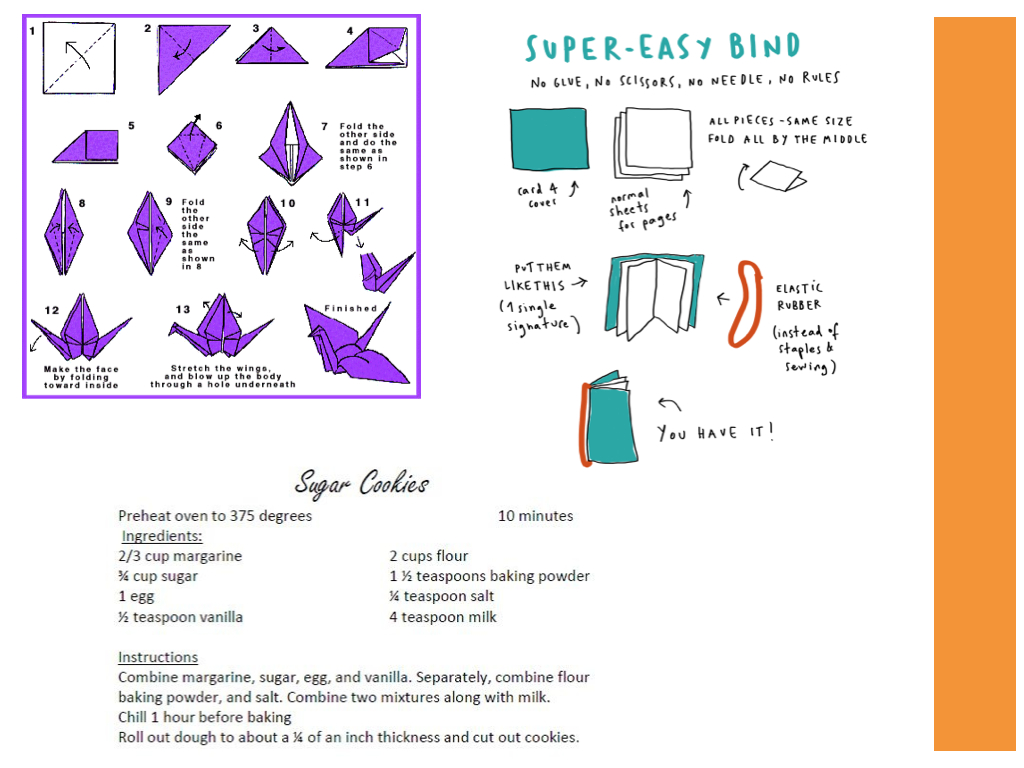 1
2
3
4
5
6
7 Fold the
other side
and do the
same as
shown in
step 6
8
9 Fold
the
other
side
the
same
as
shown
in 8
10
11
12
Make the face
by folding
toward inside
13
Stretch the wings,
and blow up the body
through a hole underneath
Finished
SUPER-EASY BIND
NO GLUE, NO SCISSORS, NO NEEDLE, NO RULES
card 4
cover
normal
sheets
for pages
ALL PIECES - SAME SIZE
FOLD ALL BY THE MIDDLE
PUT THEM
LIKE THIS
(1 single
signature)
ELASTIC
RUBBER
(instead of
staples &
sewing)
YOU HAVE IT!
Sugar Cookies
Preheat oven to 375 degrees 10 minutes
Ingredients:
2/3 cup margarine 2 cups flour
¾ cup sugar 1 ½ teaspoons baking powder
1 egg ¼ teaspoon salt
½ teaspoon vanilla 4 teaspoon milk
Instructions
Combine margarine, sugar, egg, and vanilla. Separately, combine flour
baking powder, and salt. Combine two mixtures along with milk.
Chill 1 hour before baking
Roll out dough to about a ¼ of an inch thickness and cut out cookies.